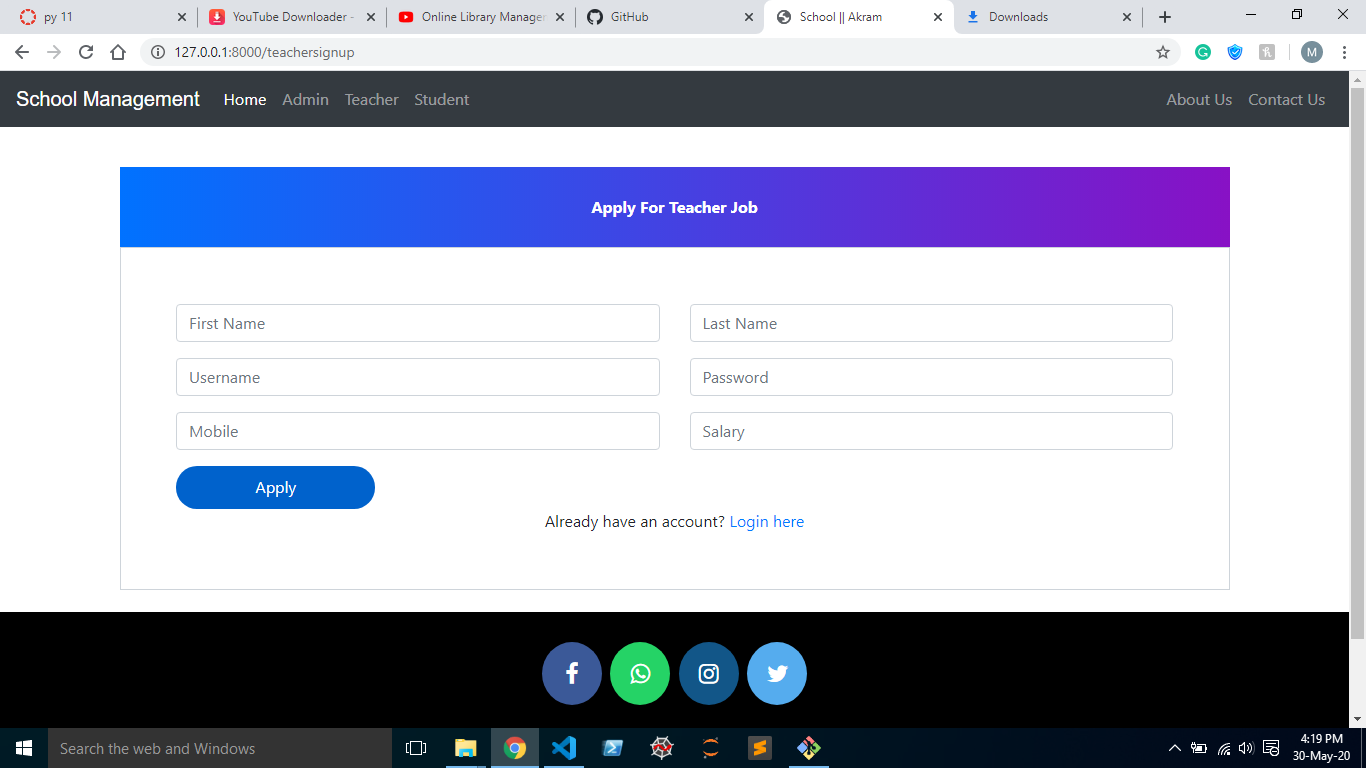 py 11
YouTube Downloader -
Online Library Manager
GitHub
School || Akram
Downloads
127.0.0.1:8000/teachersignup
M
School Management Home Admin Teacher Student About Us Contact Us
Apply For Teacher Job
First Name Last Name
Username Password
Mobile Salary
Apply
Already have an account? Login here
Search the web and Windows
4:19 PM
30-May-20